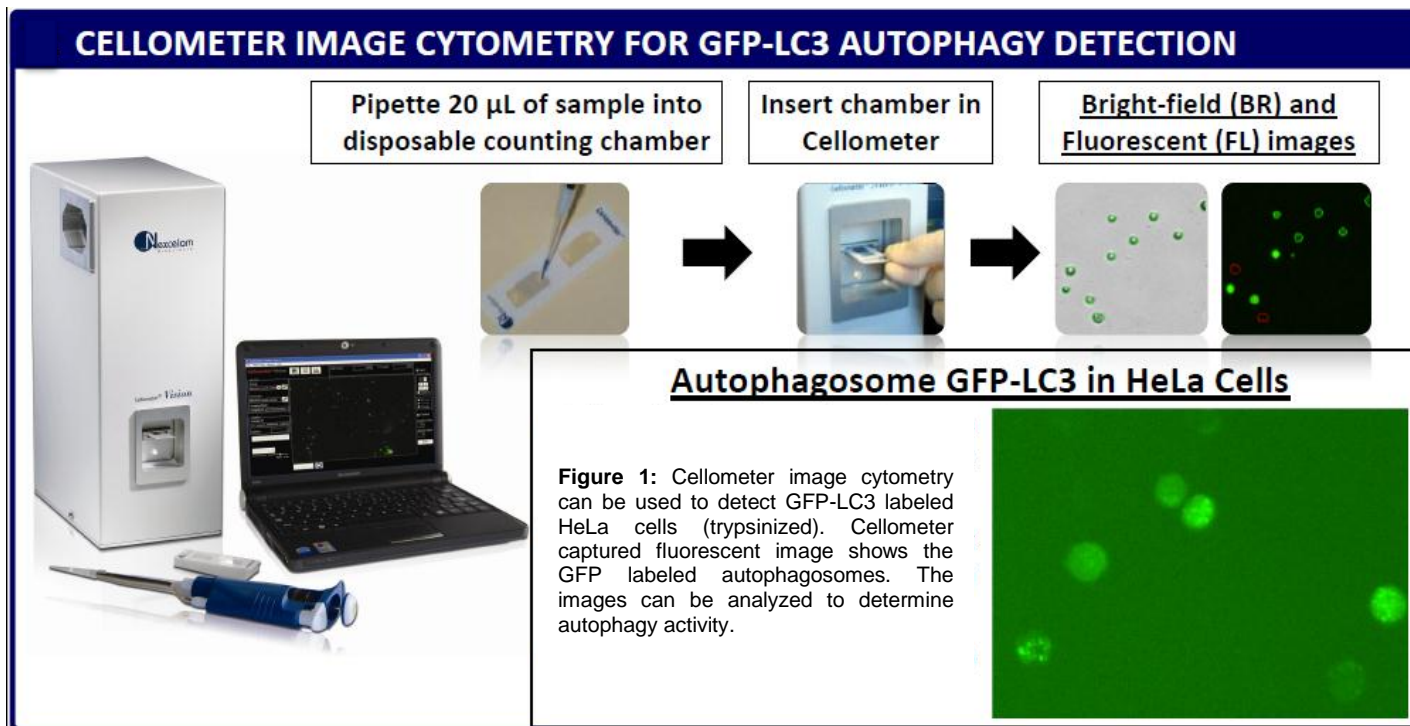 CELLOMETER IMAGE CYTOMETRY FOR GFP-LC3 AUTOPHAGY DETECTION
Pipette 20 µL of sample into
disposable counting chamber
Insert chamber in
Cellometer
Bright-field (BR) and
Fluorescent (FL) images
Nexcelom
Cellometer® Vision
Autophagosome GFP-LC3 in HeLa Cells
Figure 1: Cellometer image cytometry
can be used to detect GFP-LC3 labeled
HeLa cells (trypsinized). Cellometer
captured fluorescent image shows the
GFP labeled autophagosomes. The
images can be analyzed to determine
autophagy activity.